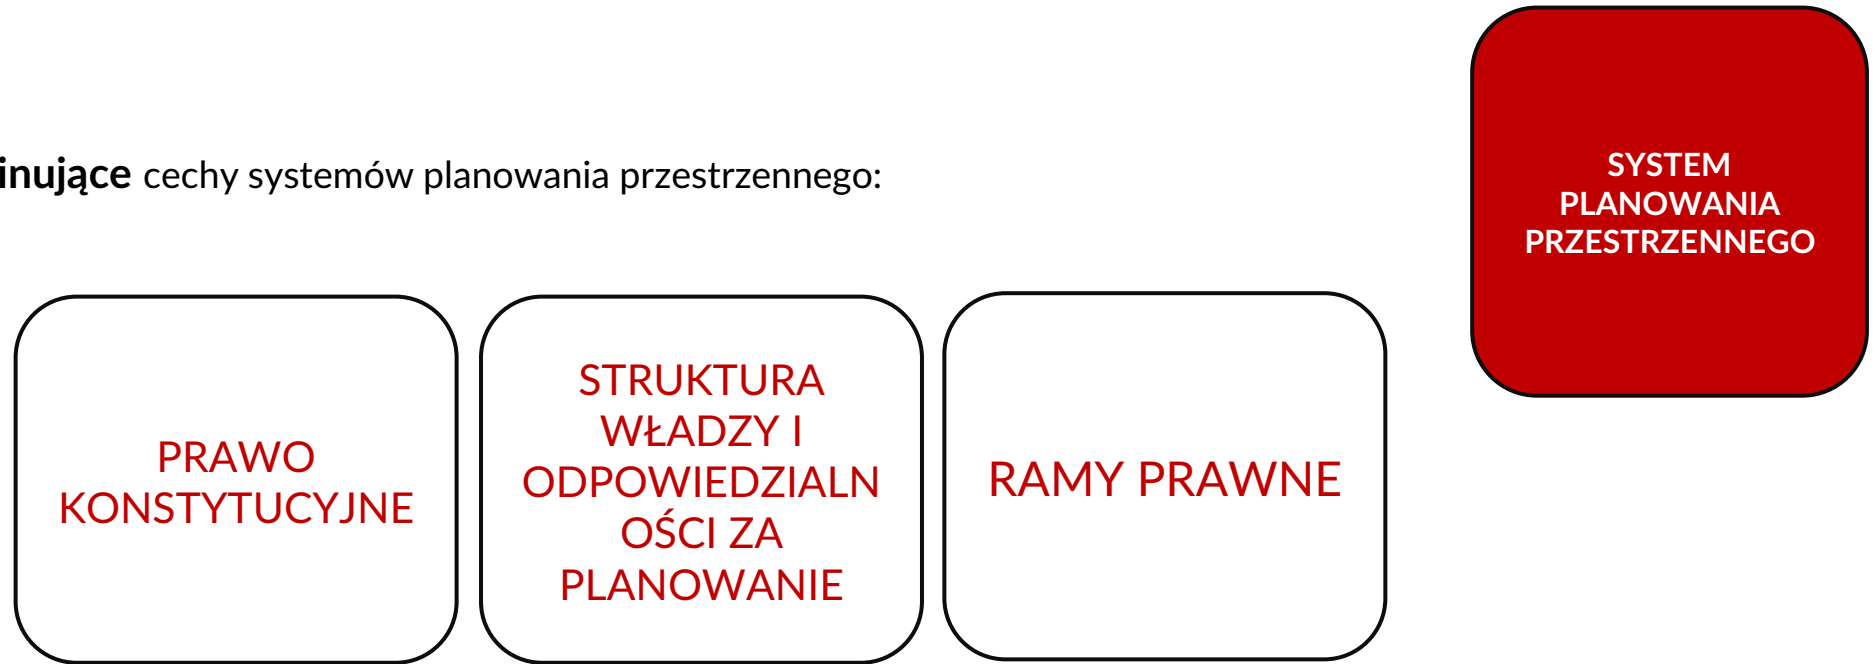 inujące cechy systemów planowania przestrzennego:
SYSTEM
PLANOWANIA
PRZESTRZENNEGO
PRAWO
KONSTYTUCYJNE
STRUKTURA
WŁADZY I
ODPOWIEDZIALN
OŚCI ZA
PLANOWANIE
RAMY PRAWNE